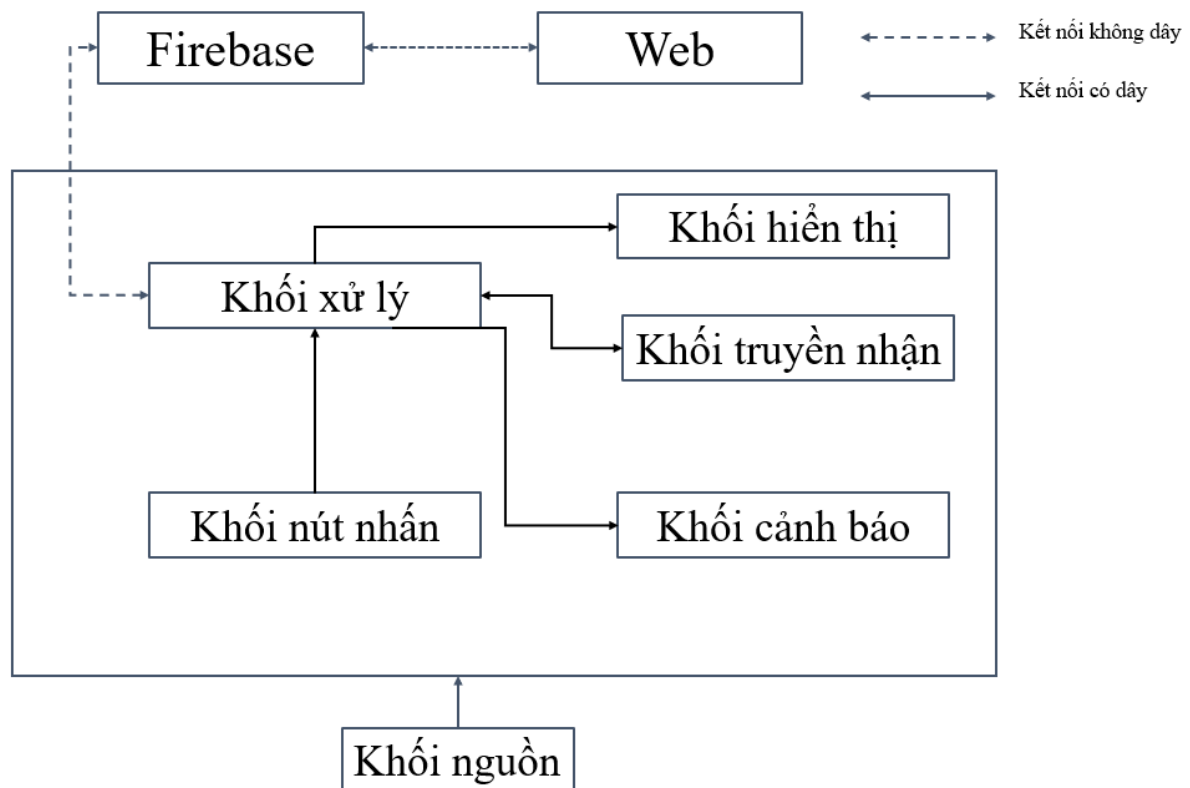 Firebase
Web
Kết nối không dây
Kết nối có dây
Khối hiển thị
Khối xử lý
Khối truyền nhận
Khối nút nhấn
Khối cảnh báo
Khối nguồn